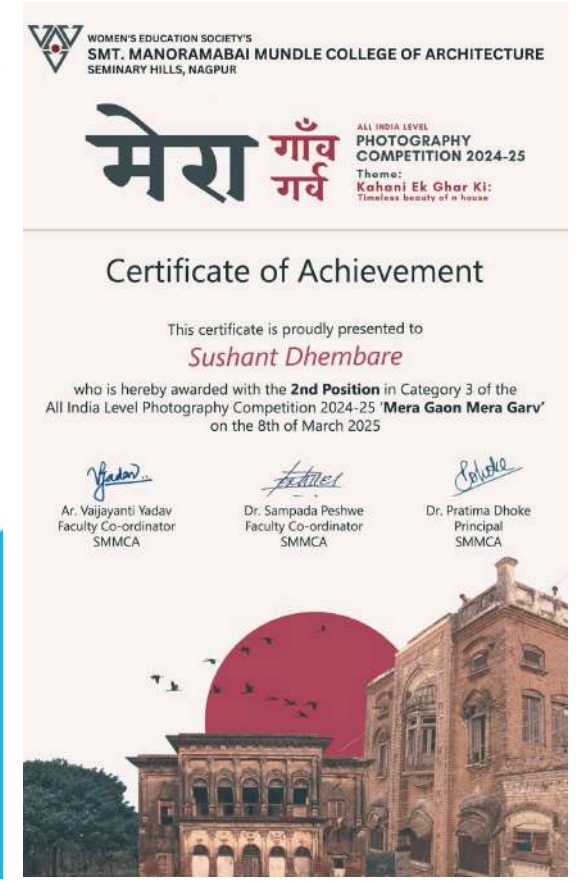 WOMEN'S EDUCATION SOCIETY'S
SMT. MANORAMABAI MUNDLE COLLEGE OF ARCHITECTURE
SEMINARY HILLS, NAGPUR
मेरा गाँव गर्व
ALL INDIA LEVEL
PHOTOGRAPHY
COMPETITION 2024-25
Theme:
Kahani Ek Ghar Ki:
Timeless beauty of a house
Certificate of Achievement
This certificate is proudly presented to
Sushant Dhembare
who is hereby awarded with the 2nd Position in Category 3 of the
All India Level Photography Competition 2024-25 'Mera Gaon Mera Garv'
on the 8th of March 2025
Ar. Vaijayanti Yadav
Faculty Co-ordinator
SMMCA
Dr. Sampada Peshwe
Faculty Co-ordinator
SMMCA
Dr. Pratima Dhoke
Principal
SMMCA